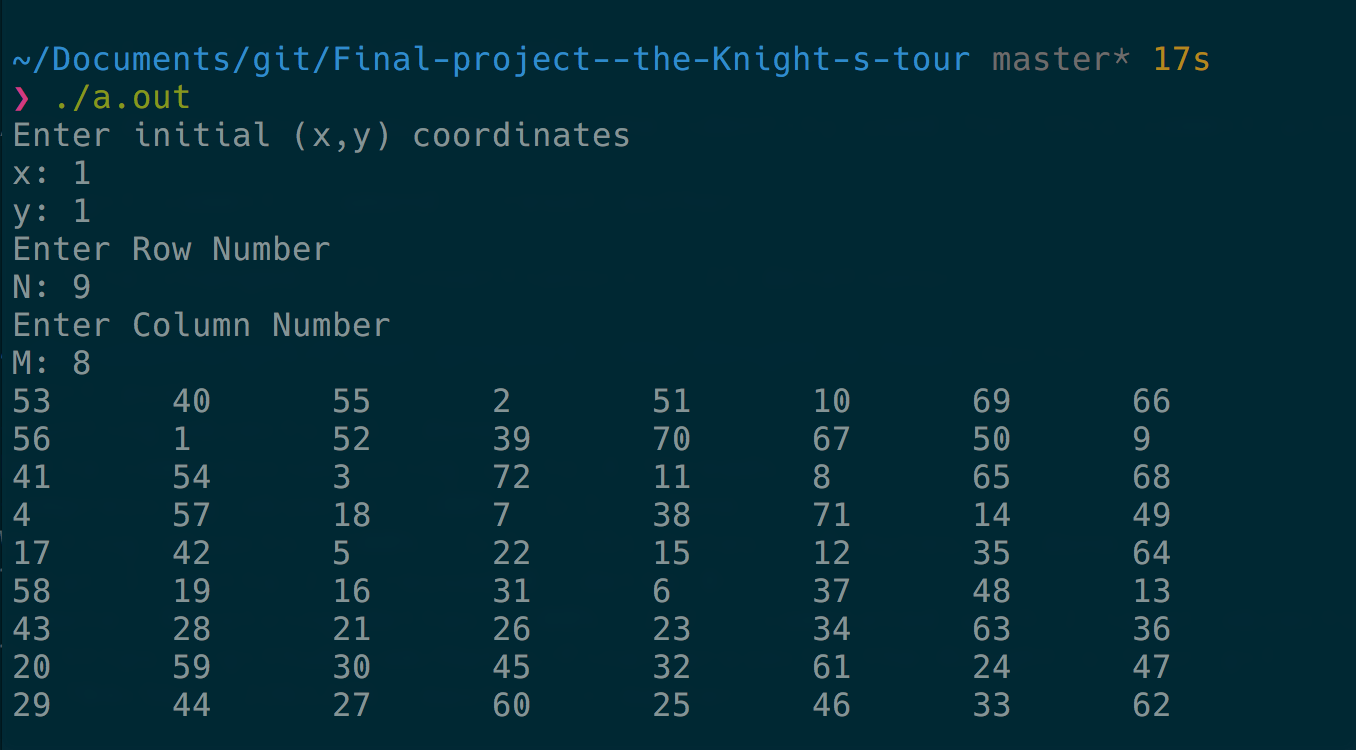 ~/Documents/git/Final-project--the-Knight-s-tour master* 17s
❯ ./a.out
Enter initial (x,y) coordinates
x: 1
y: 1
Enter Row Number
N: 9
Enter Column Number
M: 8
53 40 55 2 51 10 69 66
56 1 52 39 70 67 50 9
41 54 3 72 11 8 65 68
4 57 18 7 38 71 14 49
17 42 5 22 15 12 35 64
58 19 16 31 6 37 48 13
43 28 21 26 23 34 63 36
20 59 30 45 32 61 24 47
29 44 27 60 25 46 33 62